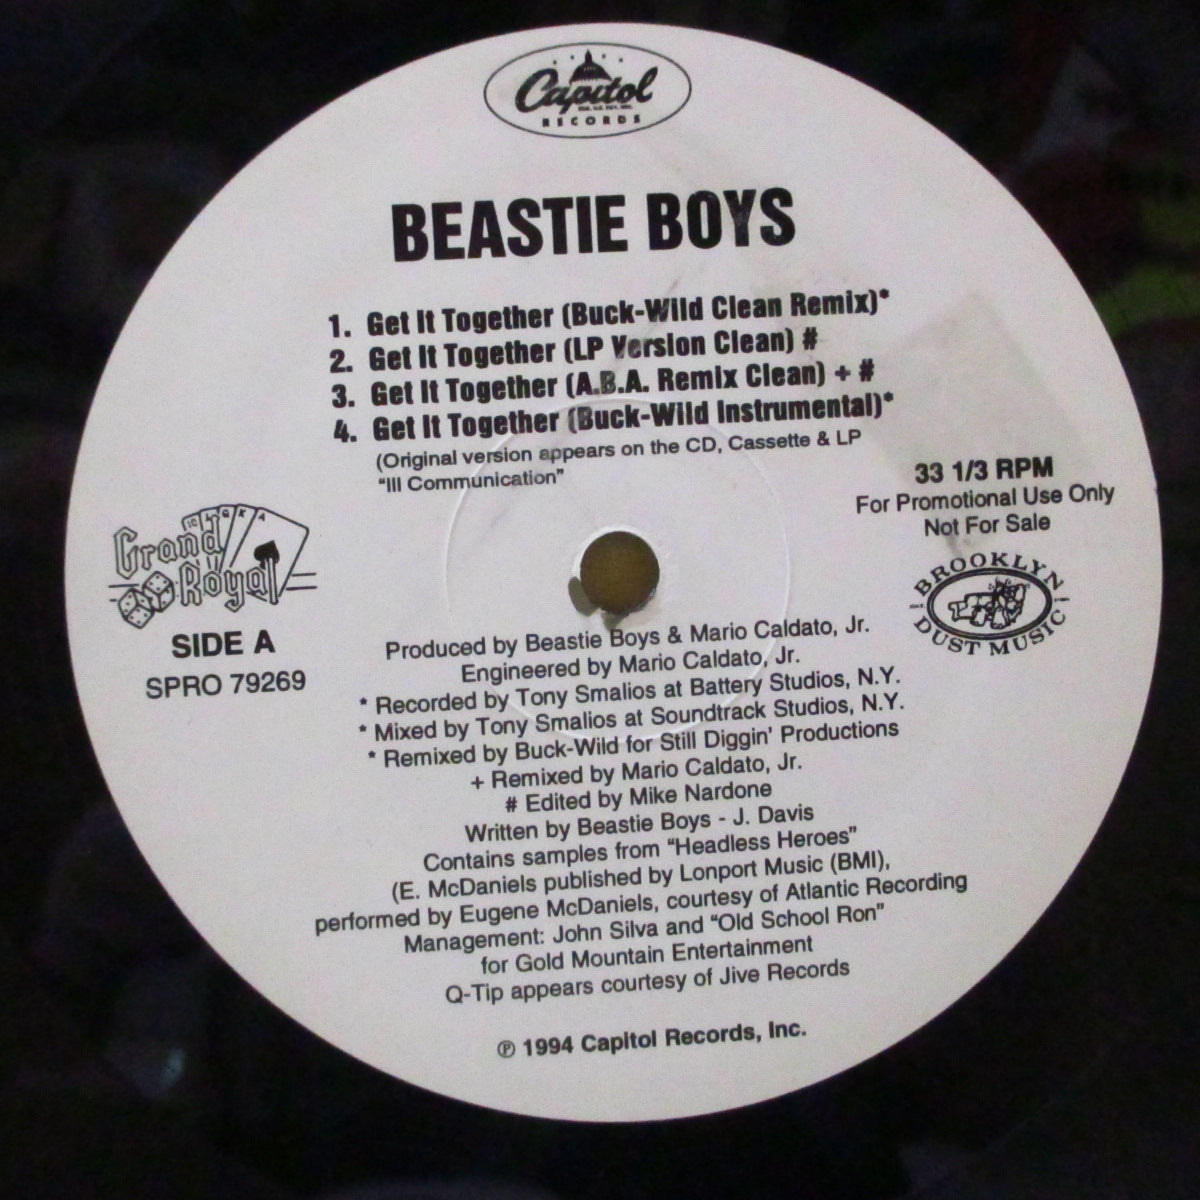 Capitol
RECORDS
BEASTIE BOYS
1. Get It Together (Buck-Wild Clean Remix)*
2. Get It Together (LP Version Clean) #
3. Get It Together (A.B.A. Remix Clean) + #
4. Get It Together (Buck-Wild Instrumental)*
(Original version appears on the CD, Cassette & LP
“Ill Communication”
33 1/3 RPM
For Promotional Use Only
Not For Sale
10 J Q K A
Grand
Royal
SIDE A
SPRO 79269
BROOKLYN
DUST MUSIC
Produced by Beastie Boys & Mario Caldato, Jr.
Engineered by Mario Caldato, Jr.
* Recorded by Tony Smalios at Battery Studios, N.Y.
* Mixed by Tony Smalios at Soundtrack Studios, N.Y.
* Remixed by Buck-Wild for Still Diggin’ Productions
+ Remixed by Mario Caldato, Jr.
# Edited by Mike Nardone
Written by Beastie Boys - J. Davis
Contains samples from “Headless Heroes”
(E. McDaniels published by Lonport Music (BMI),
performed by Eugene McDaniels, courtesy of Atlantic Recording
Management: John Silva and “Old School Ron”
for Gold Mountain Entertainment
Q-Tip appears courtesy of Jive Records
℗ 1994 Capitol Records, Inc.